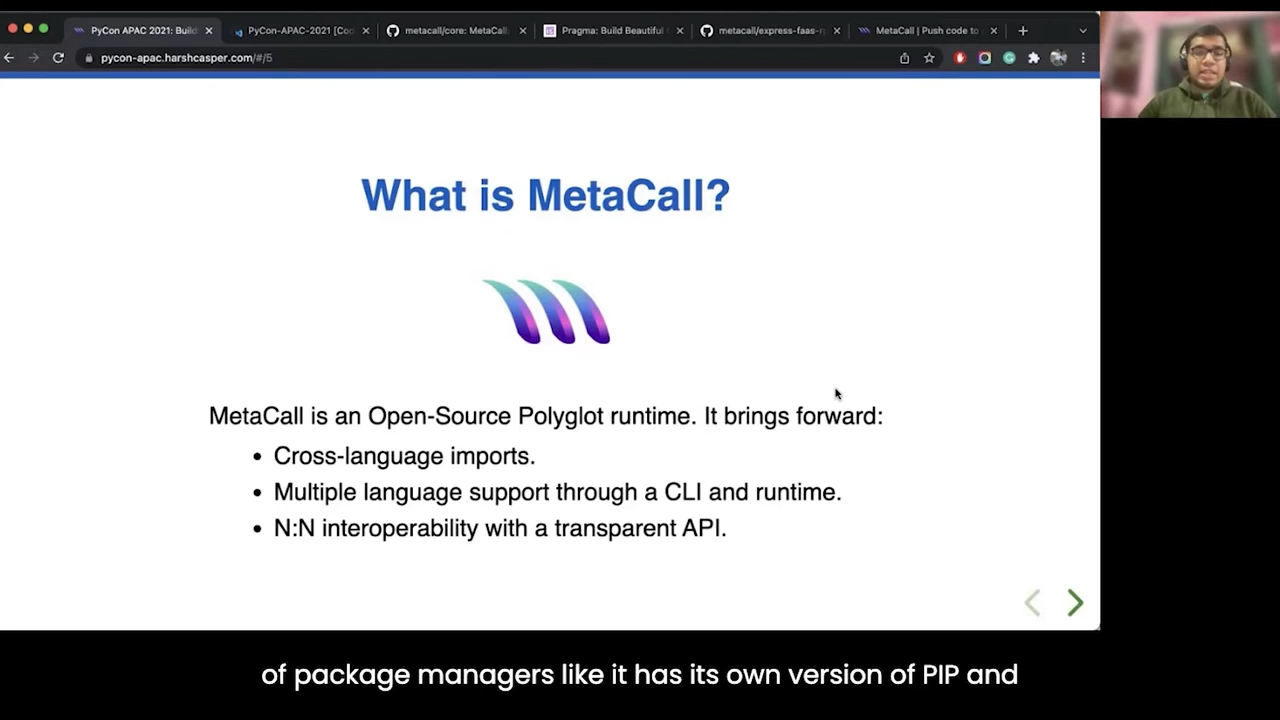 PyCon APAC 2021: Build
PyCon-APAC-2021 [Co
metacall/core: MetaCall
Pragma: Build Beautiful
metacall/express-faas-r
MetaCall | Push code to
pycon-apac.harshcasper.com/#/5
What is MetaCall?
MetaCall is an Open-Source Polyglot runtime. It brings forward:
• Cross-language imports.
• Multiple language support through a CLI and runtime.
• N:N interoperability with a transparent API.
of package managers like it has its own version of PIP and